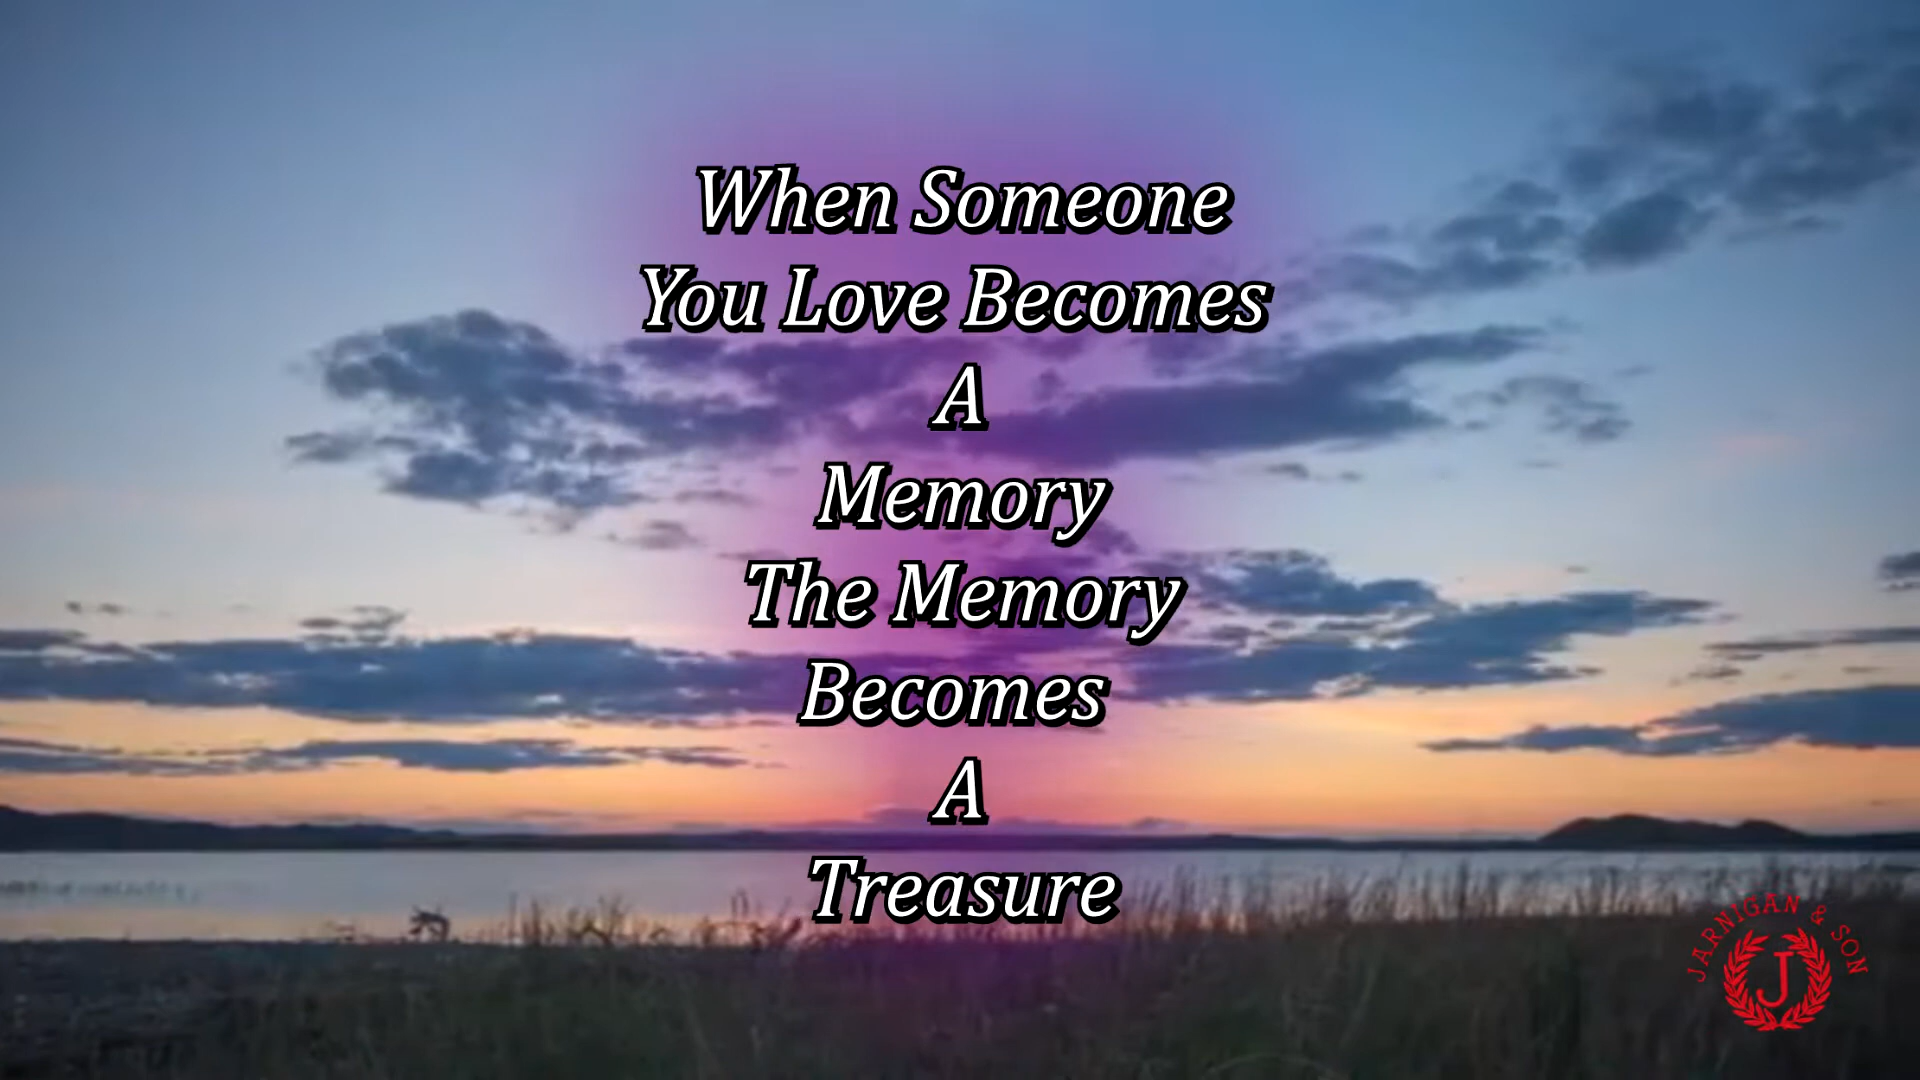 When Someone
You Love Becomes
A
Memory
The Memory
Becomes
A
Treasure
JARNIGAN & SON
J